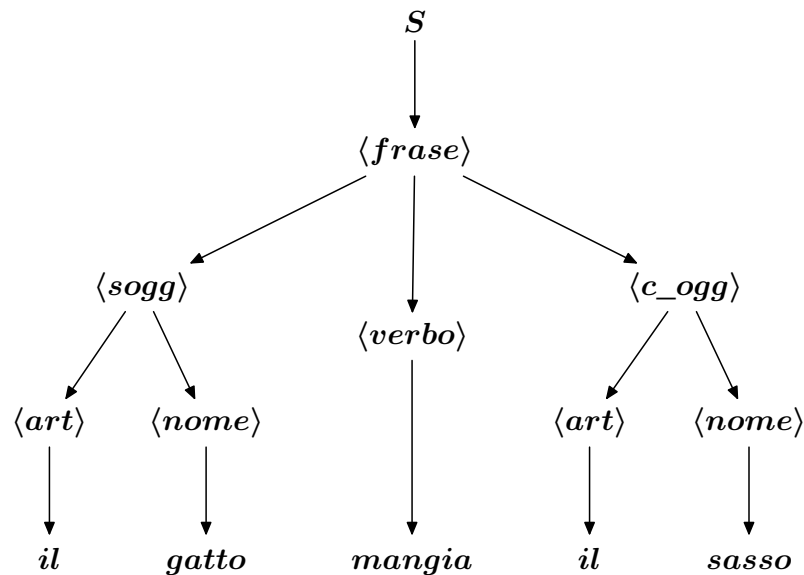 S
⟨frase⟩
⟨sogg⟩ ⟨c_ogg⟩
⟨verbo⟩
⟨art⟩ ⟨nome⟩ ⟨art⟩ ⟨nome⟩
il gatto mangia il sasso